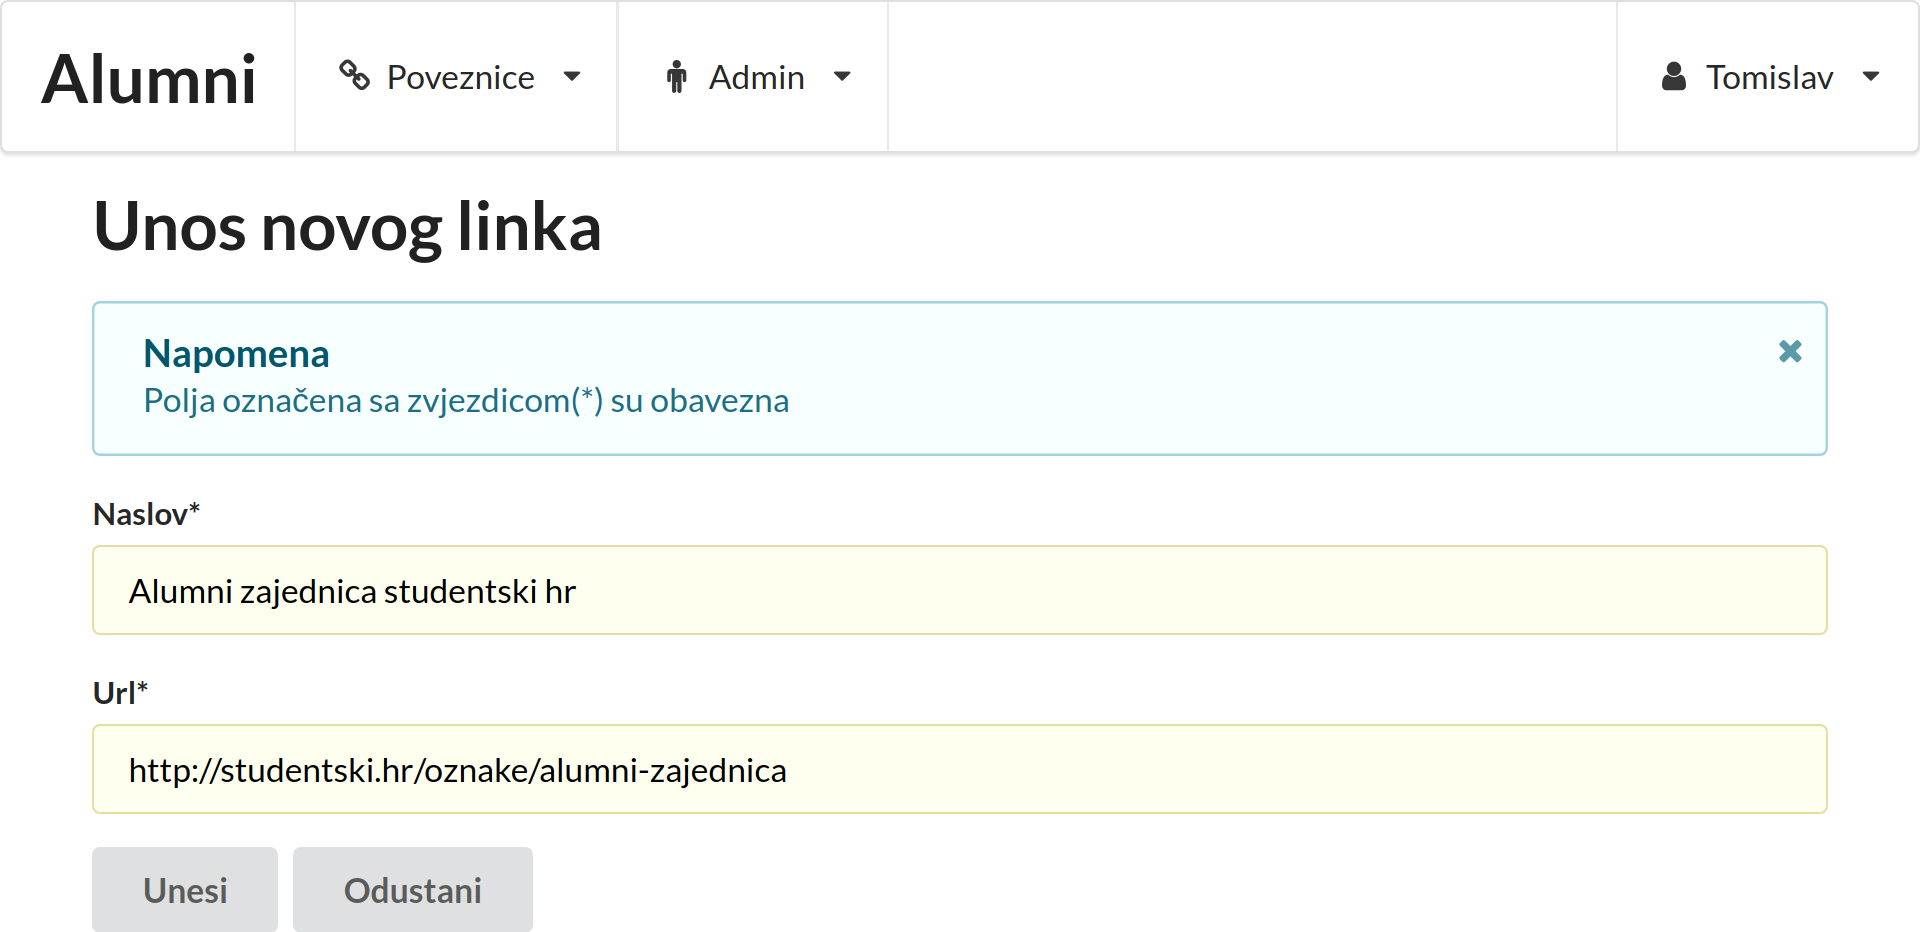 Alumni
Poveznice
Admin
Tomislav
Unos novog linka
Napomena
Polja označena sa zvjezdicom(*) su obavezna
Naslov*
Alumni zajednica studentski hr
Url*
http://studentski.hr/oznake/alumni-zajednica
Unesi
Odustani